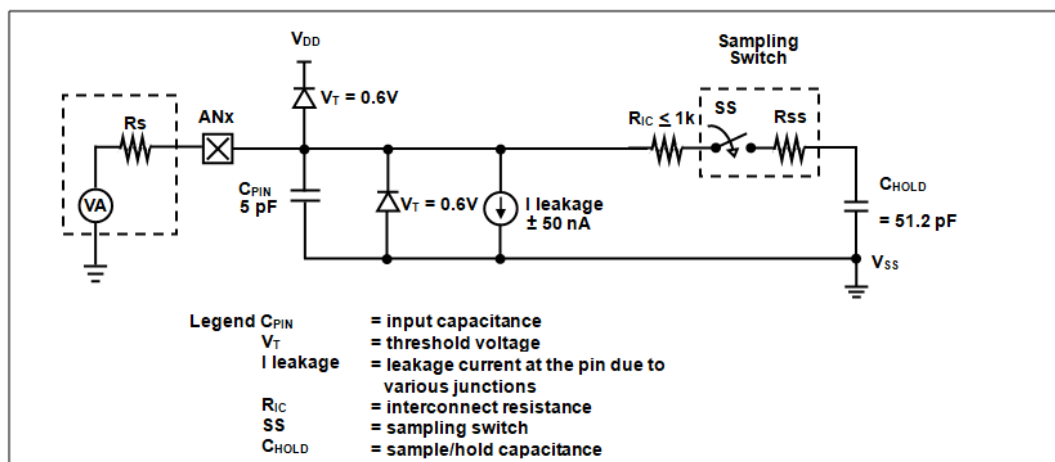 Sampling
Switch
VDD
VT = 0.6V
Rs
ANx
RIC ≤ 1k
SS
Rss
VA
CPIN
5 pF
VT = 0.6V
I leakage
± 50 nA
CHOLD
= 51.2 pF
VSS
Legend CPIN = input capacitance
VT = threshold voltage
I leakage = leakage current at the pin due to
various junctions
RIC = interconnect resistance
SS = sampling switch
CHOLD = sample/hold capacitance